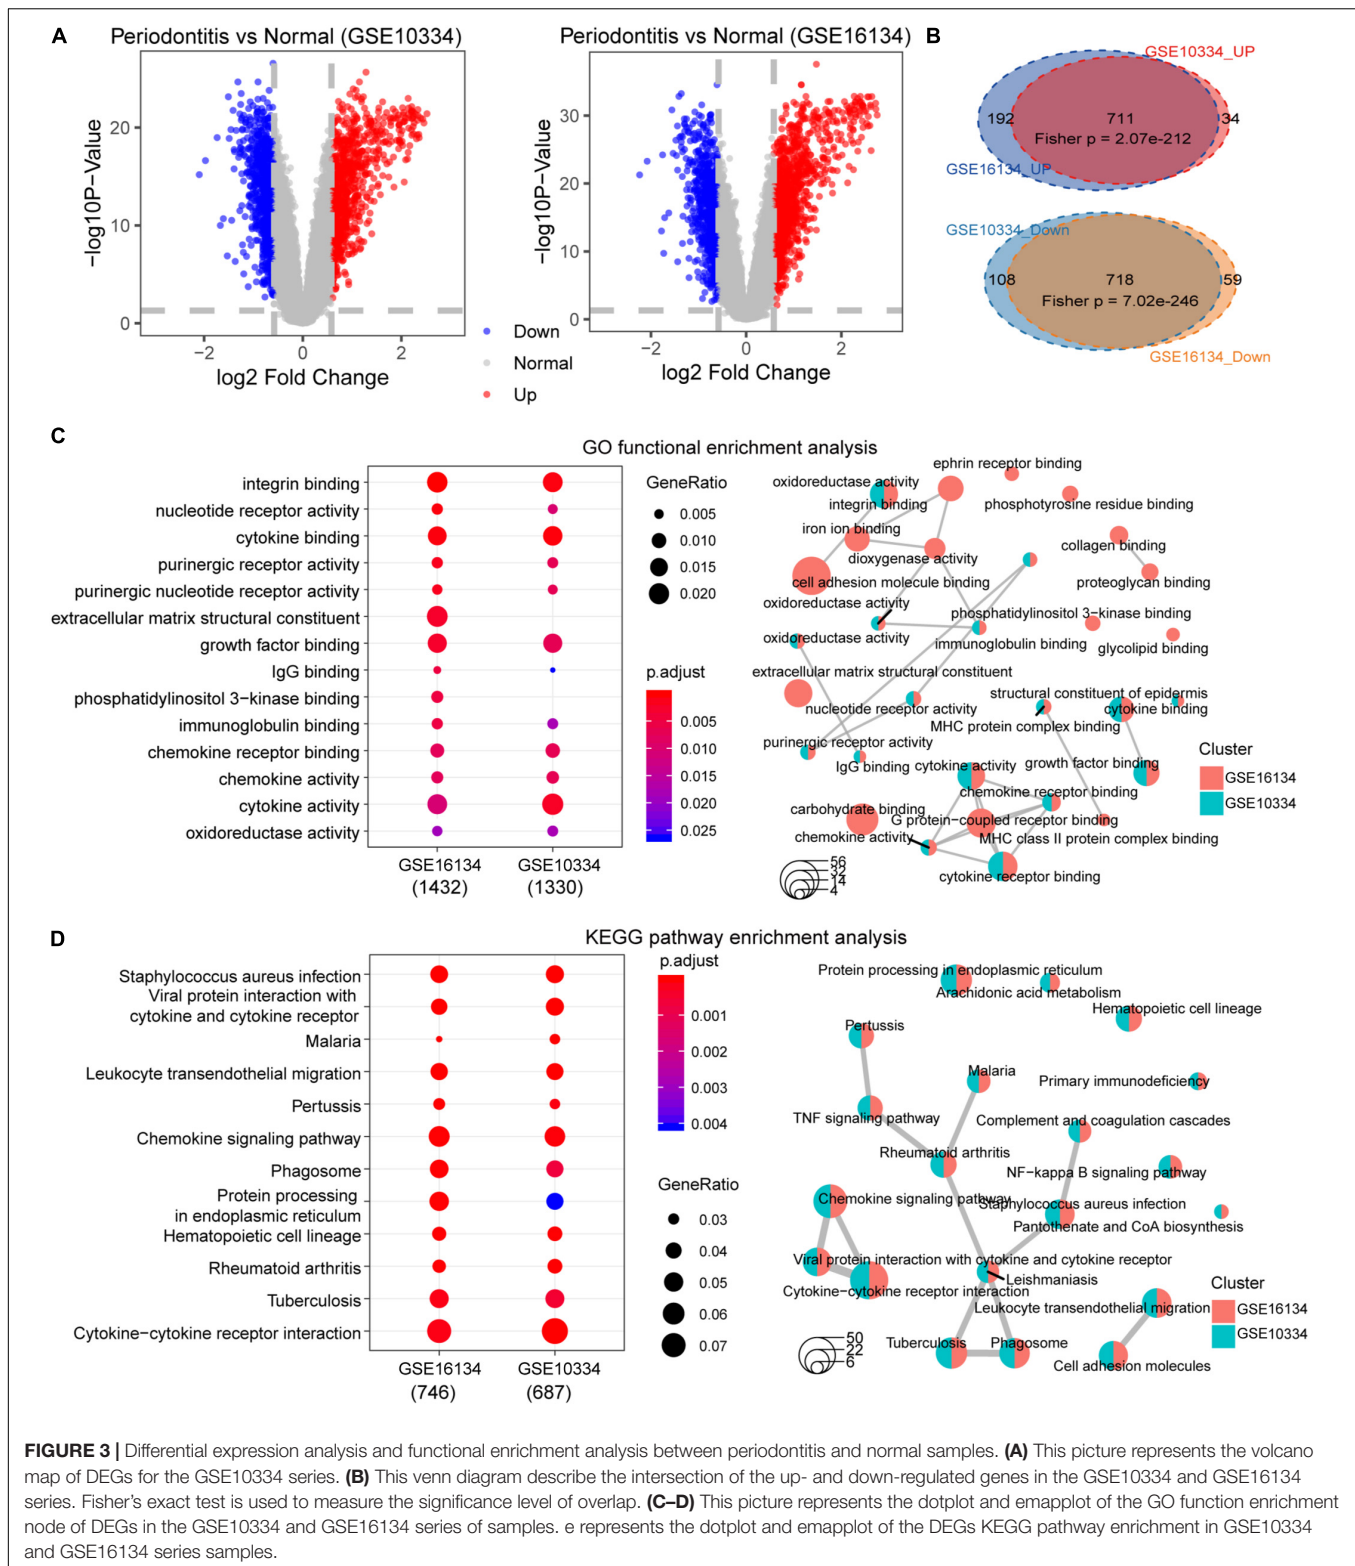 A
Periodontitis vs Normal (GSE10334)
−log10P−Value
20
10
0
−2
0
2
log2 Fold Change
Down
Normal
Up
Periodontitis vs Normal (GSE16134)
−log10P−Value
30
20
10
0
−2
0
2
log2 Fold Change
B
GSE10334_UP
192
711
34
Fisher p = 2.07e-212
GSE16134_UP
GSE10334_Down
108
718
59
Fisher p = 7.02e-246
GSE16134_Down
C
GO functional enrichment analysis
integrin binding
nucleotide receptor activity
cytokine binding
purinergic receptor activity
purinergic nucleotide receptor activity
extracellular matrix structural constituent
growth factor binding
IgG binding
phosphatidylinositol 3−kinase binding
immunoglobulin binding
chemokine receptor binding
chemokine activity
cytokine activity
oxidoreductase activity
GSE16134
(1432)
GSE10334
(1330)
GeneRatio
0.005
0.010
0.015
0.020
p.adjust
0.005
0.010
0.015
0.020
0.025
ephrin receptor binding
oxidoreductase activity
integrin binding
phosphotyrosine residue binding
iron ion binding
collagen binding
dioxygenase activity
cell adhesion molecule binding
proteoglycan binding
oxidoreductase activity
phosphatidylinositol 3−kinase binding
oxidoreductase activity
immunoglobulin binding
glycolipid binding
extracellular matrix structural constituent
structural constituent of epidermis
nucleotide receptor activity
cytokine binding
MHC protein complex binding
purinergic receptor activity
IgG binding
cytokine activity
growth factor binding
chemokine receptor binding
carbohydrate binding
G protein−coupled receptor binding
chemokine activity
MHC class II protein complex binding
cytokine receptor binding
56
32
14
4
Cluster
GSE16134
GSE10334
D
KEGG pathway enrichment analysis
Staphylococcus aureus infection
Viral protein interaction with
cytokine and cytokine receptor
Malaria
Leukocyte transendothelial migration
Pertussis
Chemokine signaling pathway
Phagosome
Protein processing
in endoplasmic reticulum
Hematopoietic cell lineage
Rheumatoid arthritis
Tuberculosis
Cytokine−cytokine receptor interaction
GSE16134
(746)
GSE10334
(687)
p.adjust
0.001
0.002
0.003
0.004
GeneRatio
0.03
0.04
0.05
0.06
0.07
Protein processing in endoplasmic reticulum
Arachidonic acid metabolism
Hematopoietic cell lineage
Pertussis
Malaria
Primary immunodeficiency
TNF signaling pathway
Complement and coagulation cascades
Rheumatoid arthritis
NF−kappa B signaling pathway
Chemokine signaling pathway
Staphylococcus aureus infection
Pantothenate and CoA biosynthesis
Viral protein interaction with cytokine and cytokine receptor
Leishmaniasis
Cytokine−cytokine receptor interaction
Leukocyte transendothelial migration
Tuberculosis
Phagosome
Cell adhesion molecules
50
22
6
Cluster
GSE16134
GSE10334
FIGURE 3 | Differential expression analysis and functional enrichment analysis between periodontitis and normal samples. (A) This picture represents the volcano
map of DEGs for the GSE10334 series. (B) This venn diagram describe the intersection of the up- and down-regulated genes in the GSE10334 and GSE16134
series. Fisher's exact test is used to measure the significance level of overlap. (C–D) This picture represents the dotplot and emapplot of the GO function enrichment
node of DEGs in the GSE10334 and GSE16134 series of samples. e represents the dotplot and emapplot of the DEGs KEGG pathway enrichment in GSE10334
and GSE16134 series samples.